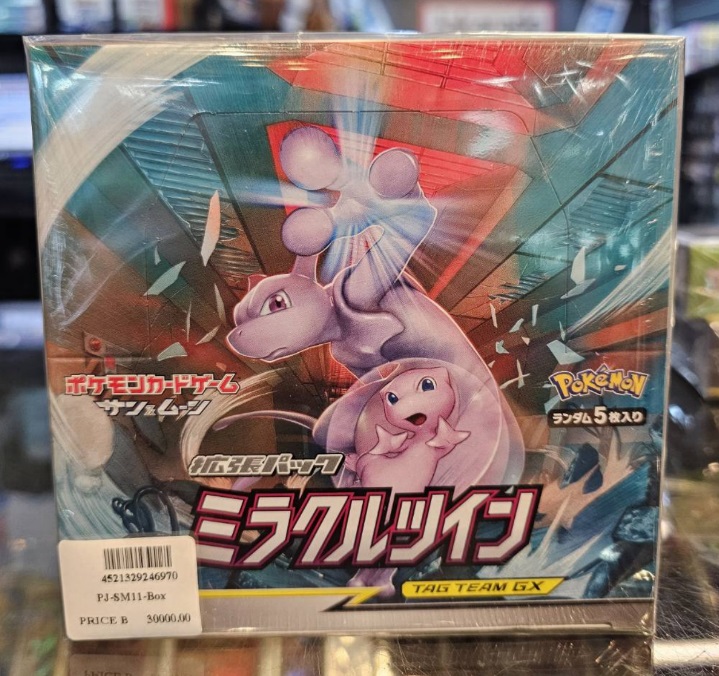 ポケモンカードゲーム
サン&ムーン
POKÉMON
ランダム5枚入り
拡張パック
ミラクルツイン
TAG TEAM GX
4521329246970
PJ-SM11-Box
PRICE B 30000.00